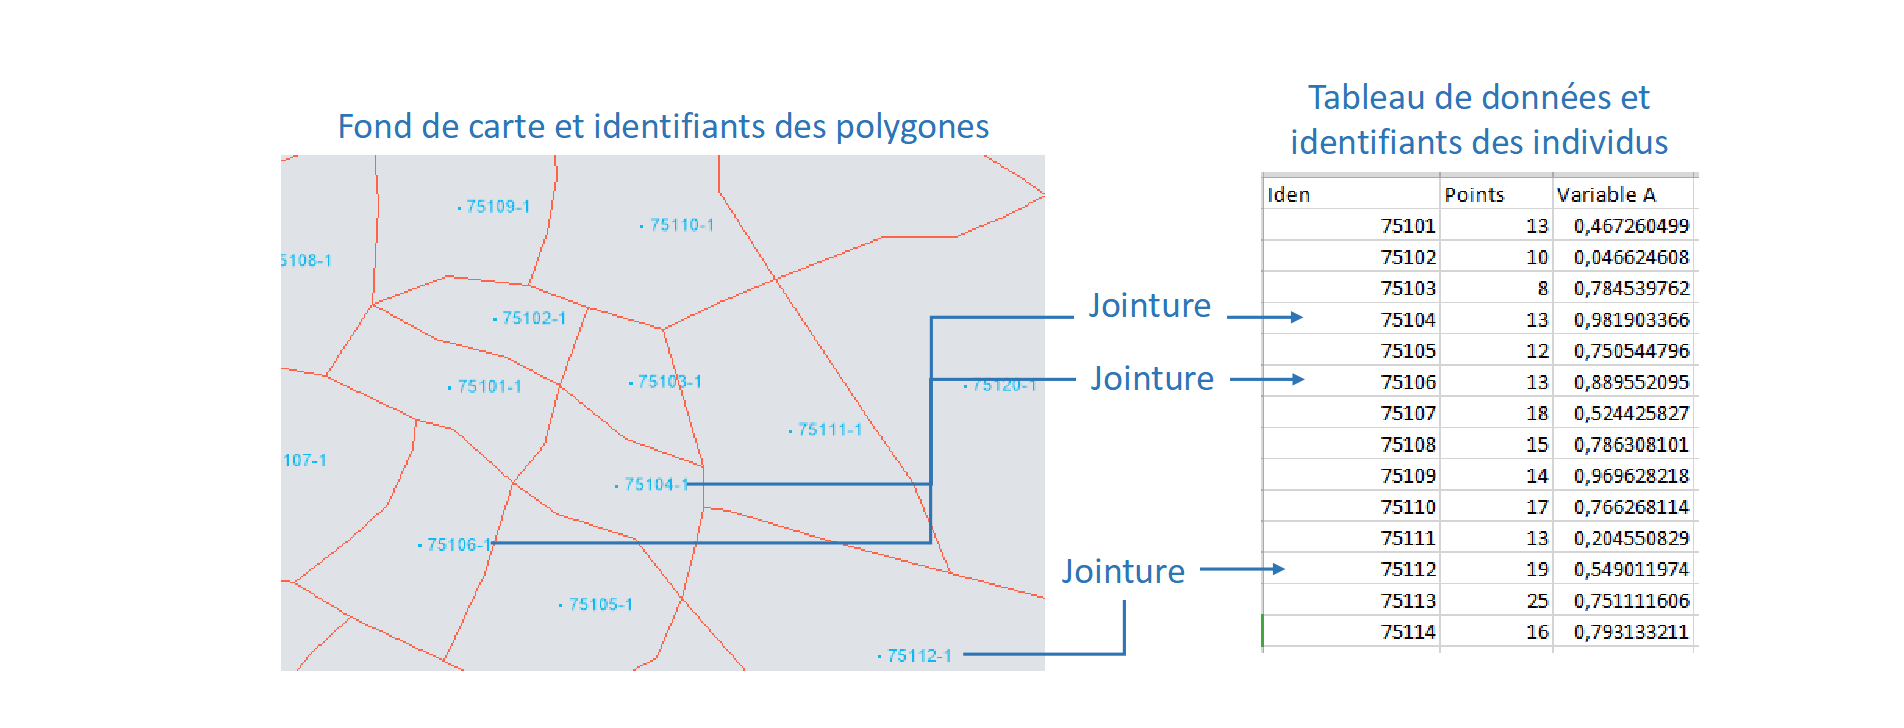 Fond de carte et identifiants des polygones
75109-1
75110-1
5108-1
75102-1
75101-1
75103-1
75120-1
75111-1
107-1
75104-1
75106-1
75105-1
75112-1
Jointure
Jointure
Jointure
Tableau de données et
identifiants des individus
Iden Points Variable A
75101 13 0,467260499
75102 10 0,046624608
75103 8 0,784539762
75104 13 0,981903366
75105 12 0,750544796
75106 13 0,889552095
75107 18 0,524425827
75108 15 0,786308101
75109 14 0,969628218
75110 17 0,766268114
75111 13 0,204550829
75112 19 0,549011974
75113 25 0,751111606
75114 16 0,793133211